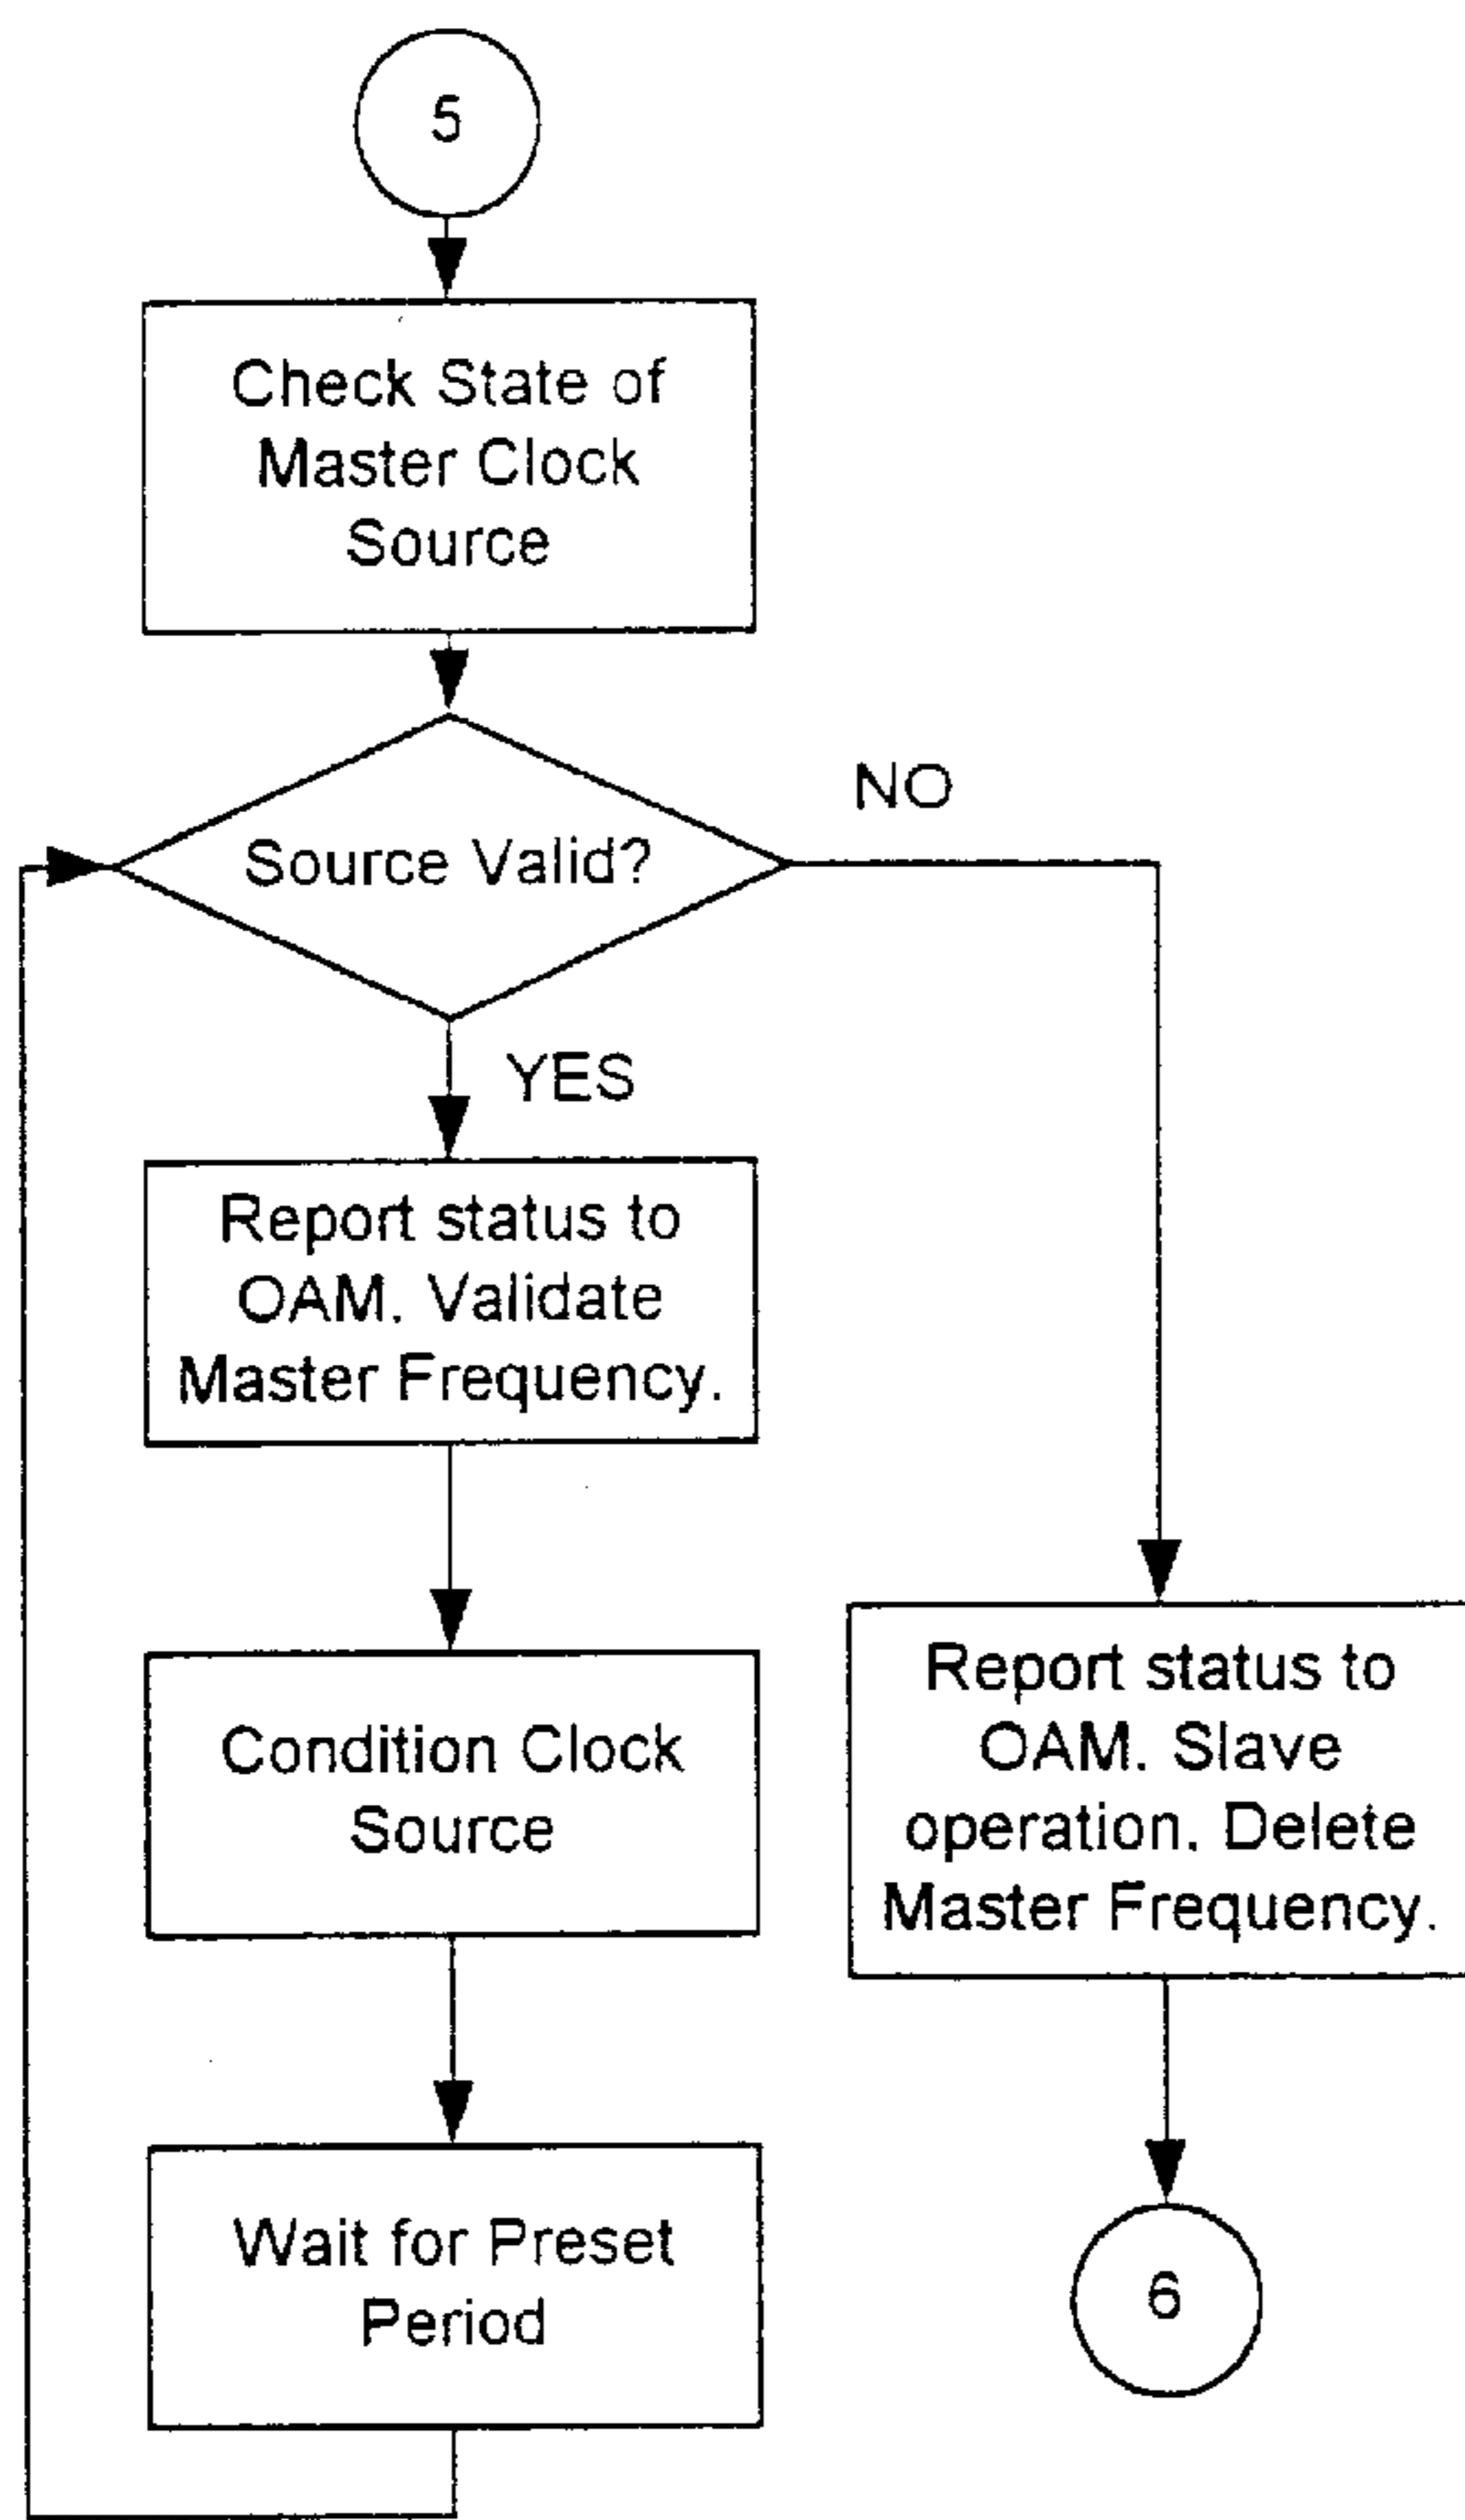 5
Check State of
Master Clock
Source
NO
Source Valid?
YES
Report status to
OAM. Validate
Master Frequency.
Condition Clock
Source
Report status to
OAM. Slave
operation. Delete
Master Frequency.
Wait for Preset
Period
6